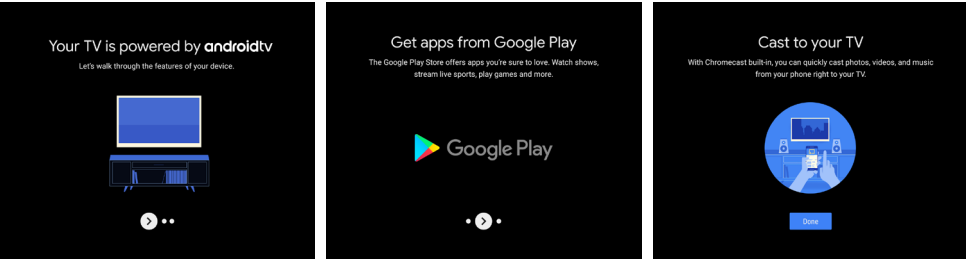 Your TV is powered by androidtv
Let's walk through the features of your device.
Get apps from Google Play
The Google Play Store offers apps you're sure to love. Watch shows,
stream live sports, play games and more.
Google Play
Cast to your TV
With Chromecast built-in, you can quickly cast photos, videos, and music
from your phone right to your TV.
Done